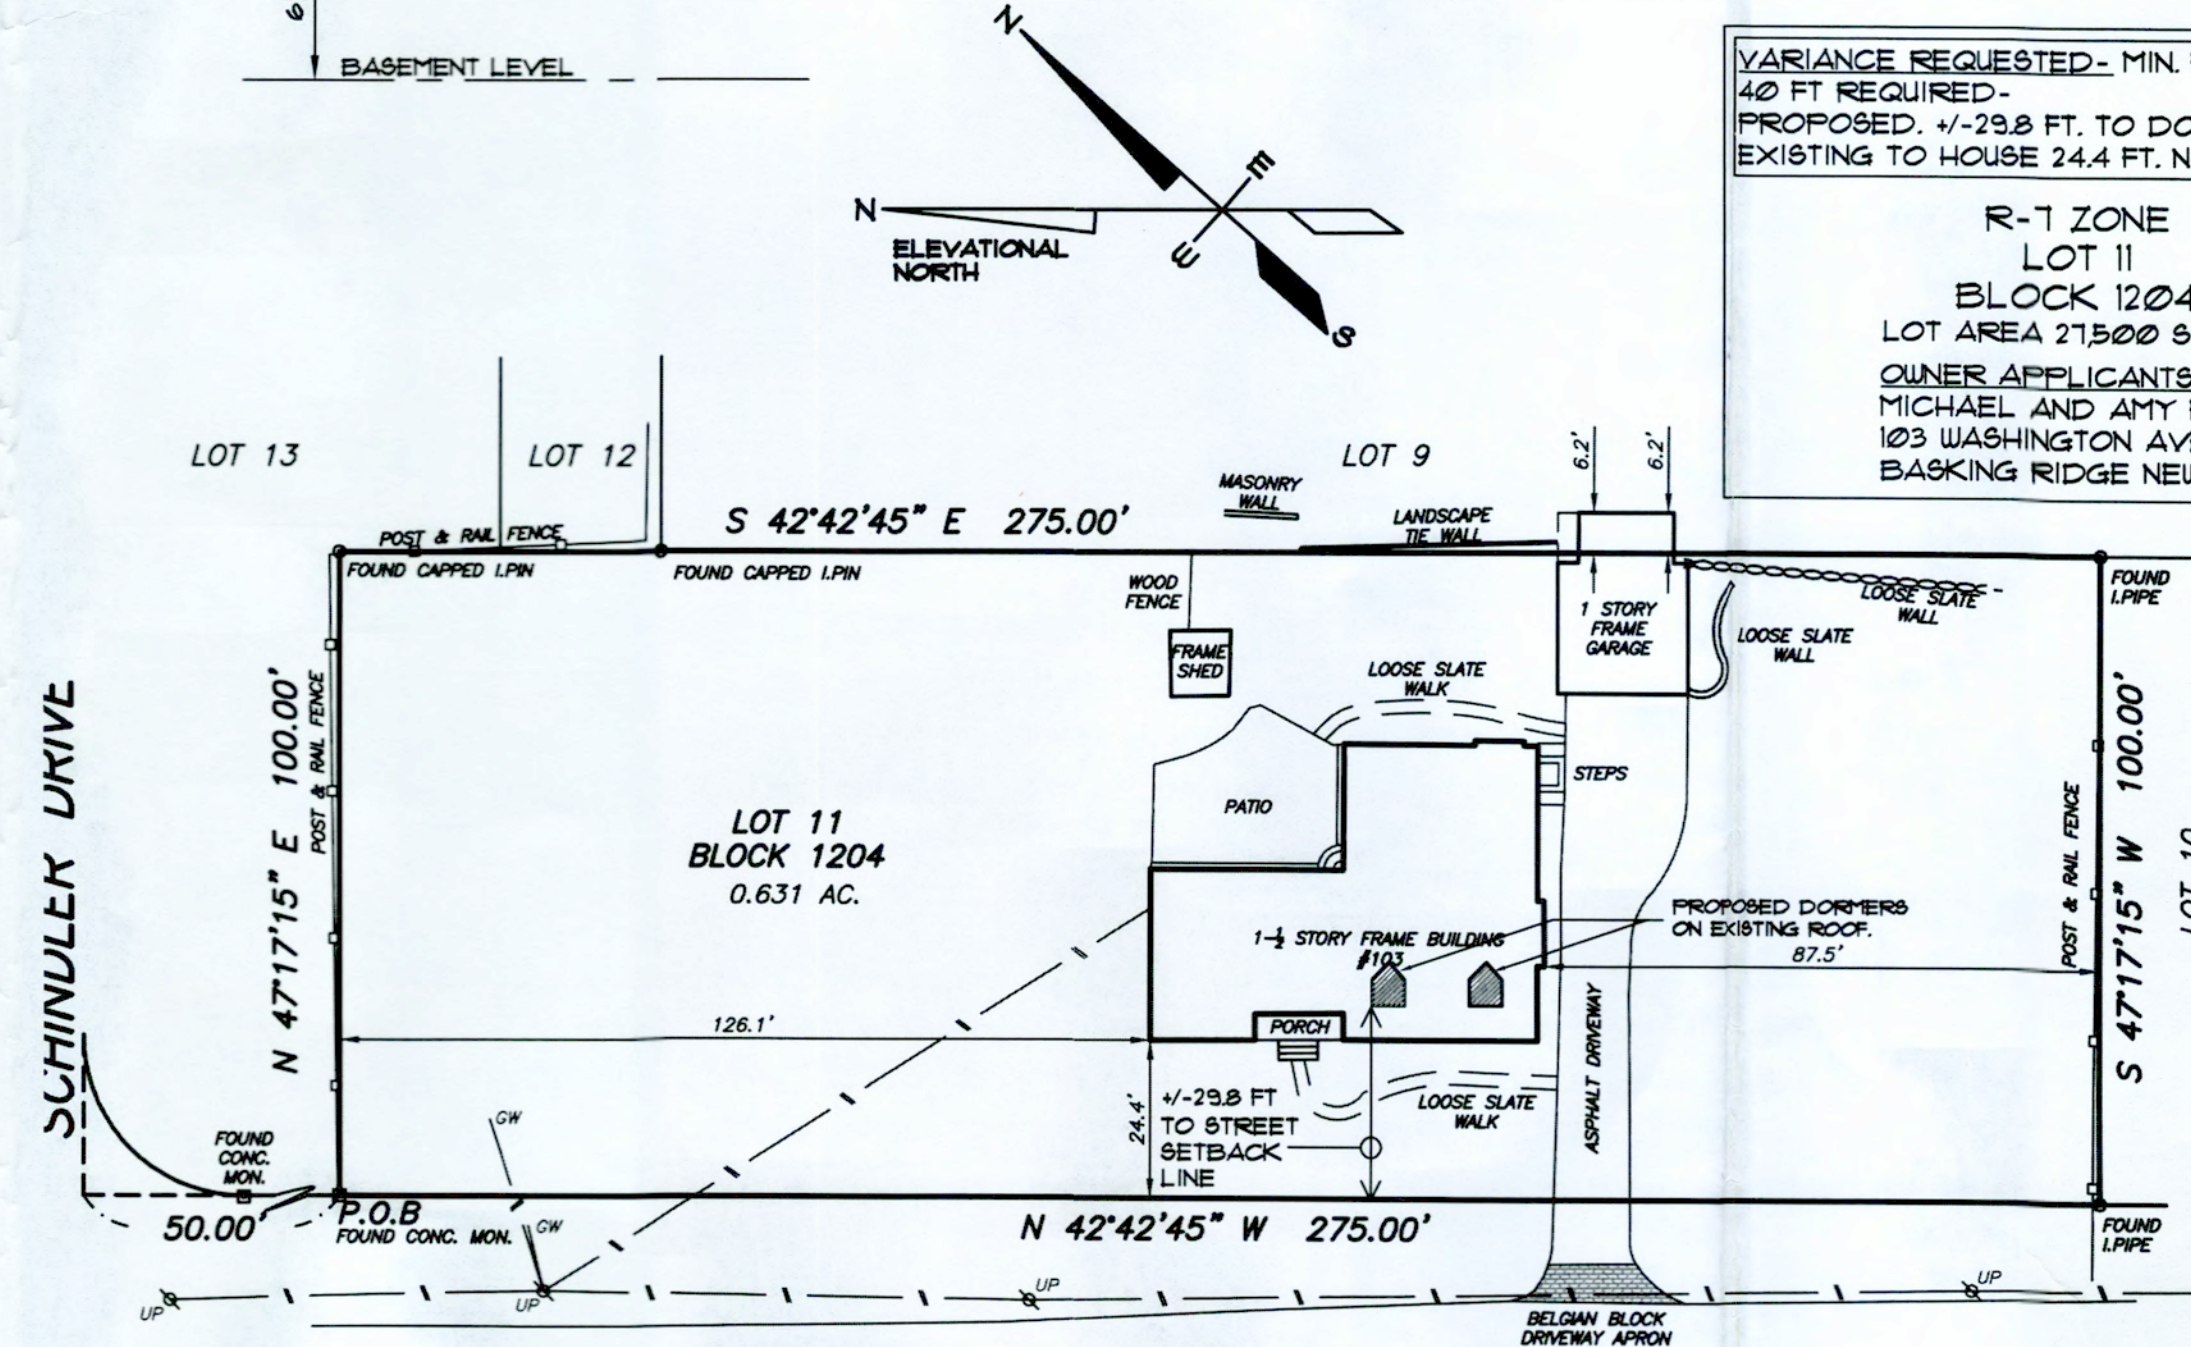 6
BASEMENT LEVEL
N
N
E
W
S
ELEVATIONAL
NORTH
VARIANCE REQUESTED- MIN.
40 FT REQUIRED-
PROPOSED. +/-29.8 FT. TO
EXISTING TO HOUSE 24.4 FT.
R-7 ZONE
LOT 11
BLOCK 1204
LOT AREA 27,500
OWNER APPLICANTS
MICHAEL AND AMY
103 WASHINGTON
BASKING RIDGE
LOT 13
LOT 12
LOT 9
6.2'
6.2'
MASONRY
WALL
LANDSCAPE
TIE WALL
POST & RAIL FENCE
S 42°42'45" E 275.00'
FOUND CAPPED I.PIN
FOUND CAPPED I.PIN
WOOD
FENCE
FRAME
SHED
1 STORY
FRAME
GARAGE
LOOSE SLATE
WALL
LOOSE SLATE
WALL
FOUND
I.PIPE
LOOSE SLATE
WALK
SCHINDLER DRIVE
N 47°17'15" E 100.00'
POST & RAIL FENCE
LOT 11
BLOCK 1204
0.631 AC.
PATIO
STEPS
1-1/2 STORY FRAME BUILDING
#103
PROPOSED DORMERS
ON EXISTING ROOF.
87.5'
POST & RAIL FENCE
S 47°17'15" W 100.00'
LOT 10
126.1'
PORCH
24.4'
+/-29.8 FT
TO STREET
SETBACK
LINE
LOOSE SLATE
WALK
ASPHALT DRIVEWAY
GW
FOUND
CONC.
MON.
50.00'
P.O.B
FOUND CONC. MON.
GW
N 42°42'45" W 275.00'
FOUND
I.PIPE
UP
UP
UP
UP
BELGIAN BLOCK
DRIVEWAY APRON